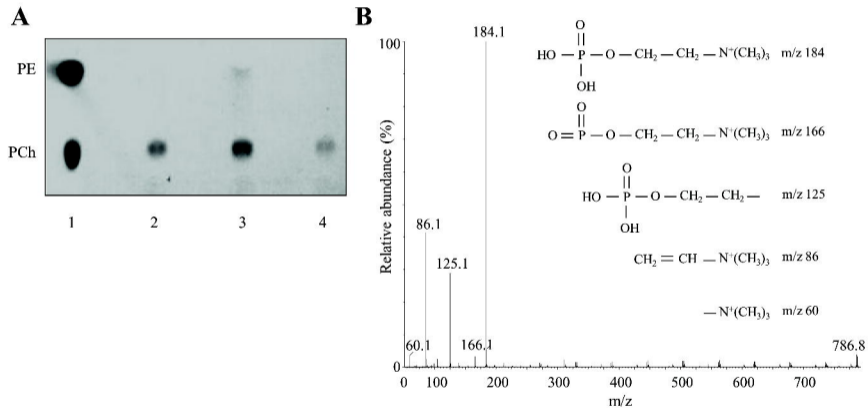 A
PE
PCh
1 2 3 4
B
Relative abundance (%)
100
0
184.1
86.1
125.1
60.1
166.1
786.8
0 100 200 300 400 500 600 700
m/z
O
HO — P — O — CH₂ — CH₂ — N⁺(CH₃)₃ m/z 184
OH
O
O = P — O — CH₂ — CH₂ — N⁺(CH₃)₃ m/z 166
O
HO — P — O — CH₂ — CH₂ — m/z 125
OH
CH₂ = CH — N⁺(CH₃)₃ m/z 86
— N⁺(CH₃)₃ m/z 60